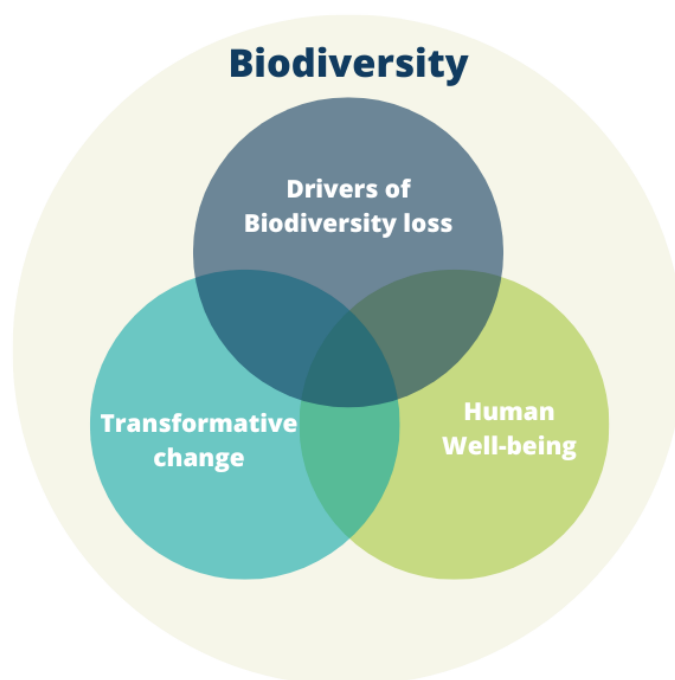 Biodiversity
Drivers of
Biodiversity loss
Transformative
change
Human
Well-being